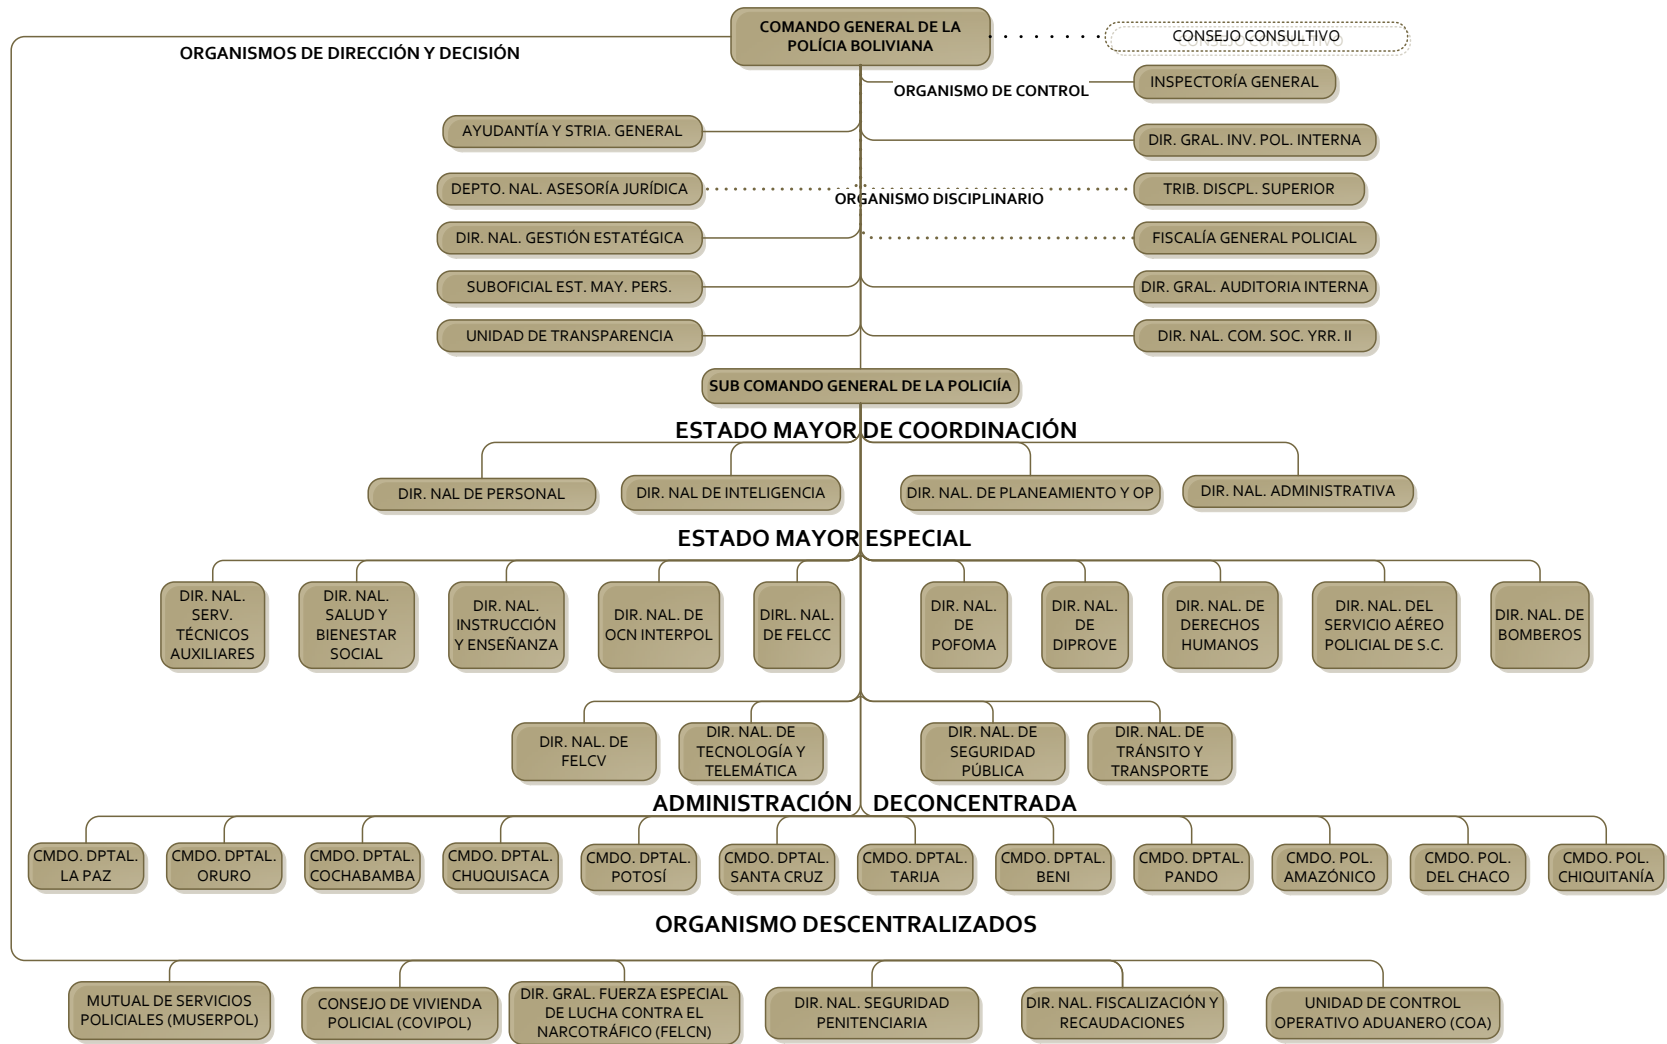 COMANDO GENERAL DE LA
POLÍCIA BOLIVIANA
CONSEJO CONSULTIVO
ORGANISMOS DE DIRECCIÓN Y DECISIÓN
INSPECTORÍA GENERAL
ORGANISMO DE CONTROL
AYUDANTÍA Y STRIA. GENERAL
DIR. GRAL. INV. POL. INTERNA
DEPTO. NAL. ASESORÍA JURÍDICA
TRIB. DISCPL. SUPERIOR
ORGANISMO DISCIPLINARIO
DIR. NAL. GESTIÓN ESTATÉGICA
FISCALÍA GENERAL POLICIAL
SUBOFICIAL EST. MAY. PERS.
DIR. GRAL. AUDITORIA INTERNA
UNIDAD DE TRANSPARENCIA
DIR. NAL. COM. SOC. YRR. II
SUB COMANDO GENERAL DE LA POLICIÍA
ESTADO MAYOR DE COORDINACIÓN
DIR. NAL DE PERSONAL
DIR. NAL DE INTELIGENCIA
DIR. NAL. DE PLANEAMIENTO Y OP
DIR. NAL. ADMINISTRATIVA
ESTADO MAYOR ESPECIAL
DIR. NAL.
SERV.
TÉCNICOS
AUXILIARES
DIR. NAL.
SALUD Y
BIENESTAR
SOCIAL
DIR. NAL.
INSTRUCCIÓN
Y ENSEÑANZA
DIR. NAL. DE
OCN INTERPOL
DIRL. NAL.
DE FELCC
DIR. NAL.
DE
POFOMA
DIR. NAL.
DE
DIPROVE
DIR. NAL. DE
DERECHOS
HUMANOS
DIR. NAL. DEL
SERVICIO AÉREO
POLICIAL DE S.C.
DIR. NAL. DE
BOMBEROS
DIR. NAL. DE
FELCV
DIR. NAL. DE
TECNOLOGÍA Y
TELEMÁTICA
DIR. NAL. DE
SEGURIDAD
PÚBLICA
DIR. NAL. DE
TRÁNSITO Y
TRANSPORTE
ADMINISTRACIÓN DECONCENTRADA
CMDO. DPTAL.
LA PAZ
CMDO. DPTAL.
ORURO
CMDO. DPTAL.
COCHABAMBA
CMDO. DPTAL.
CHUQUISACA
CMDO. DPTAL.
POTOSÍ
CMDO. DPTAL.
SANTA CRUZ
CMDO. DPTAL.
TARIJA
CMDO. DPTAL.
BENI
CMDO. DPTAL.
PANDO
CMDO. POL.
AMAZÓNICO
CMDO. POL.
DEL CHACO
CMDO. POL.
CHIQUITANÍA
ORGANISMO DESCENTRALIZADOS
MUTUAL DE SERVICIOS
POLICIALES (MUSERPOL)
CONSEJO DE VIVIENDA
POLICIAL (COVIPOL)
DIR. GRAL. FUERZA ESPECIAL
DE LUCHA CONTRA EL
NARCOTRÁFICO (FELCN)
DIR. NAL. SEGURIDAD
PENITENCIARIA
DIR. NAL. FISCALIZACIÓN Y
RECAUDACIONES
UNIDAD DE CONTROL
OPERATIVO ADUANERO (COA)